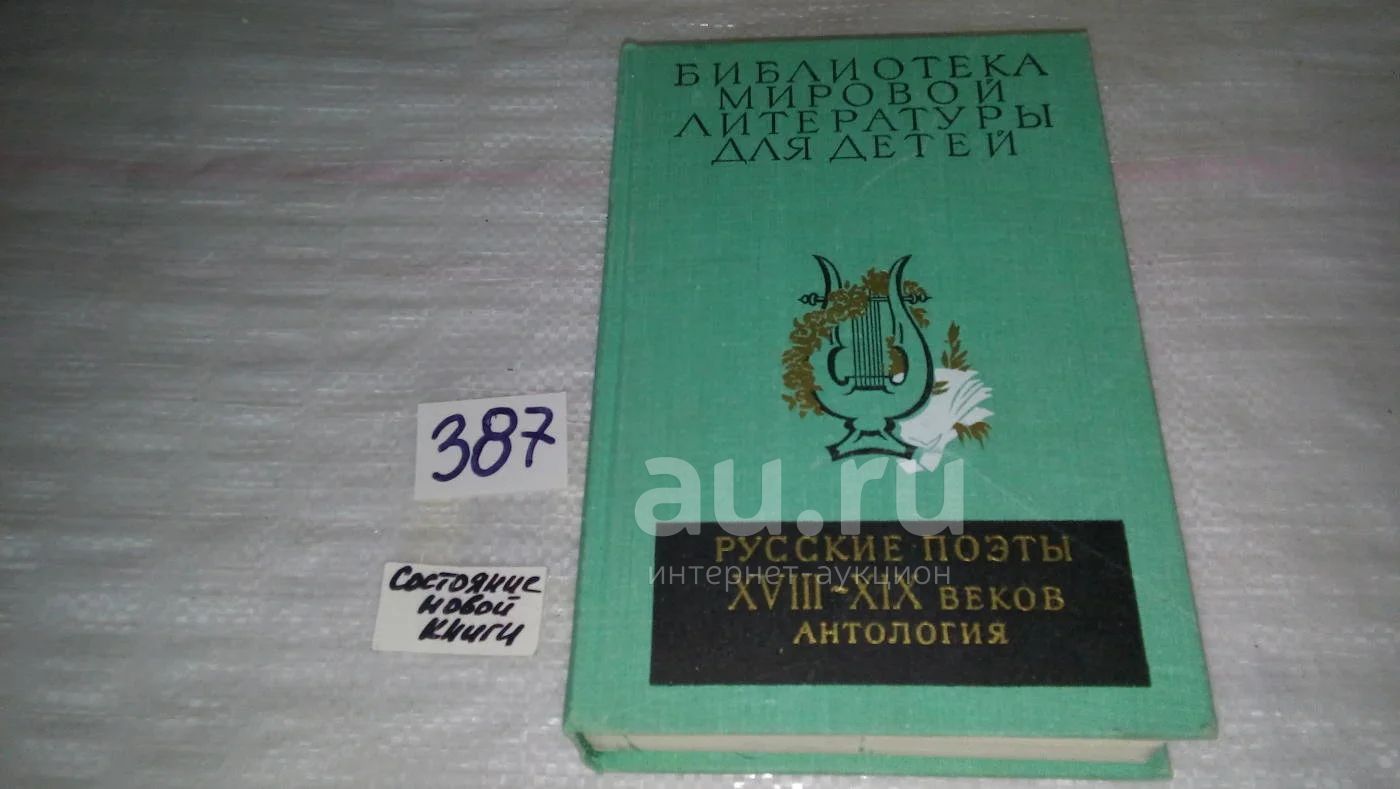 БИБЛИОТЕКА
МИРОВОЙ
ЛИТЕРАТУРЫ
ДЛЯ ДЕТЕЙ
387
au.ru
интернет-аукцион
РУССКИЕ ПОЭТЫ
XVIII-XIX ВЕКОВ
АНТОЛОГИЯ
Состояние
новой
книги